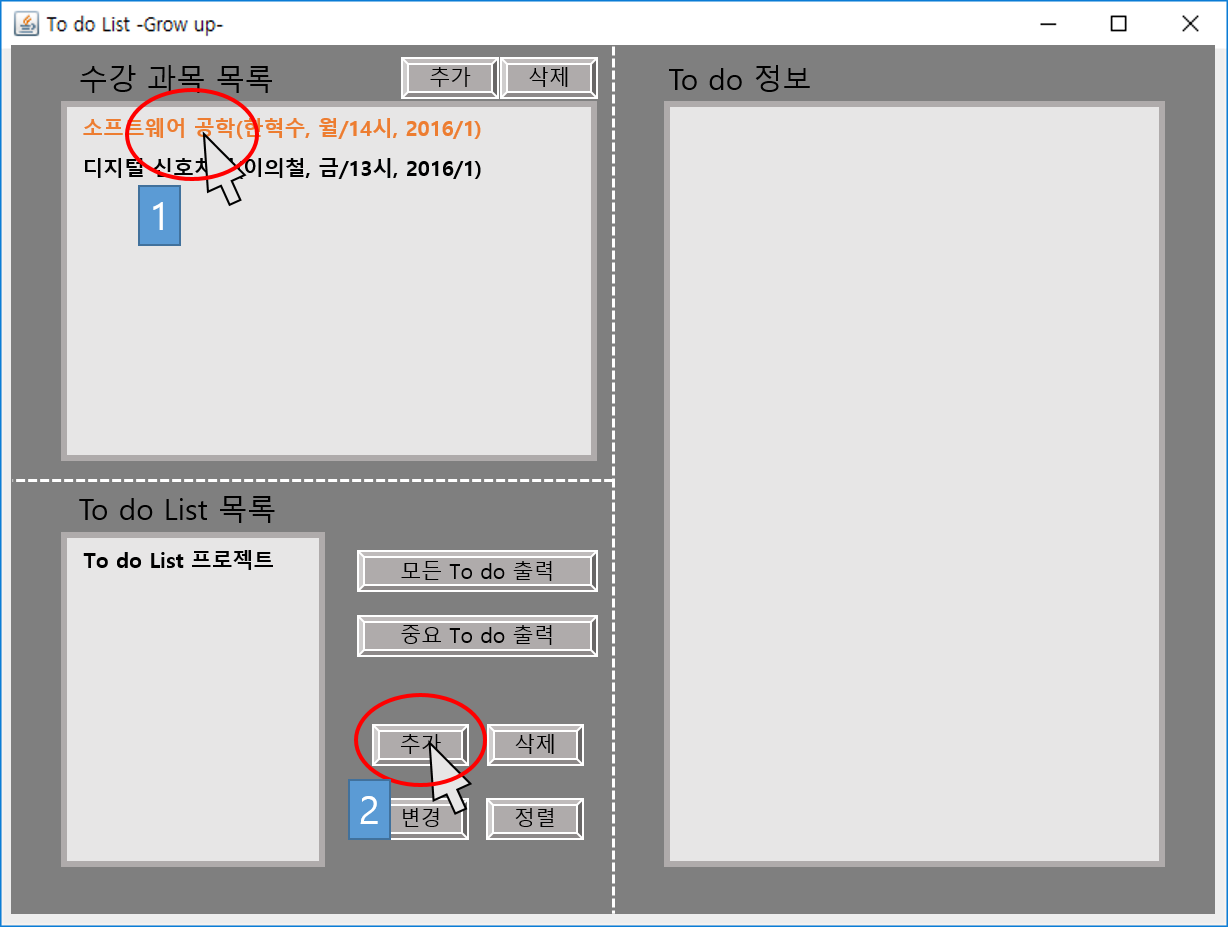 To do List -Grow up-
수강 과목 목록
추가
삭제
소프트웨어 공학(한혁수, 월/14시, 2016/1)
디지털 신호처 이의철, 금/13시, 2016/1)
1
To do List 목록
To do List 프로젝트
모든 To do 출력
중요 To do 출력
추가
삭제
2
변경
정렬
To do 정보